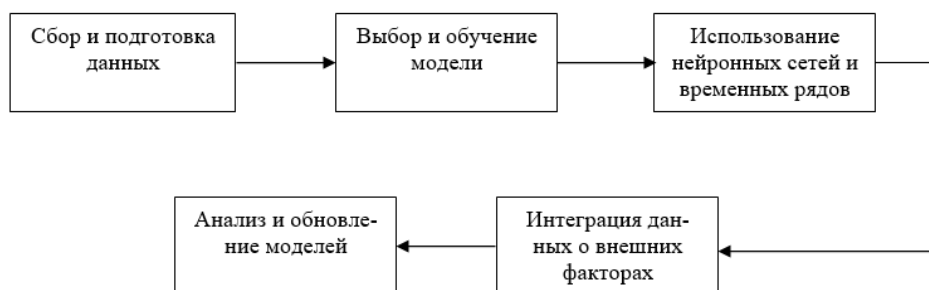 Сбор и подготовка
данных
Выбор и обучение
модели
Использование
нейронных сетей и
временных рядов
Интеграция дан-
ных о внешних
факторах
Анализ и обновле-
ние моделей